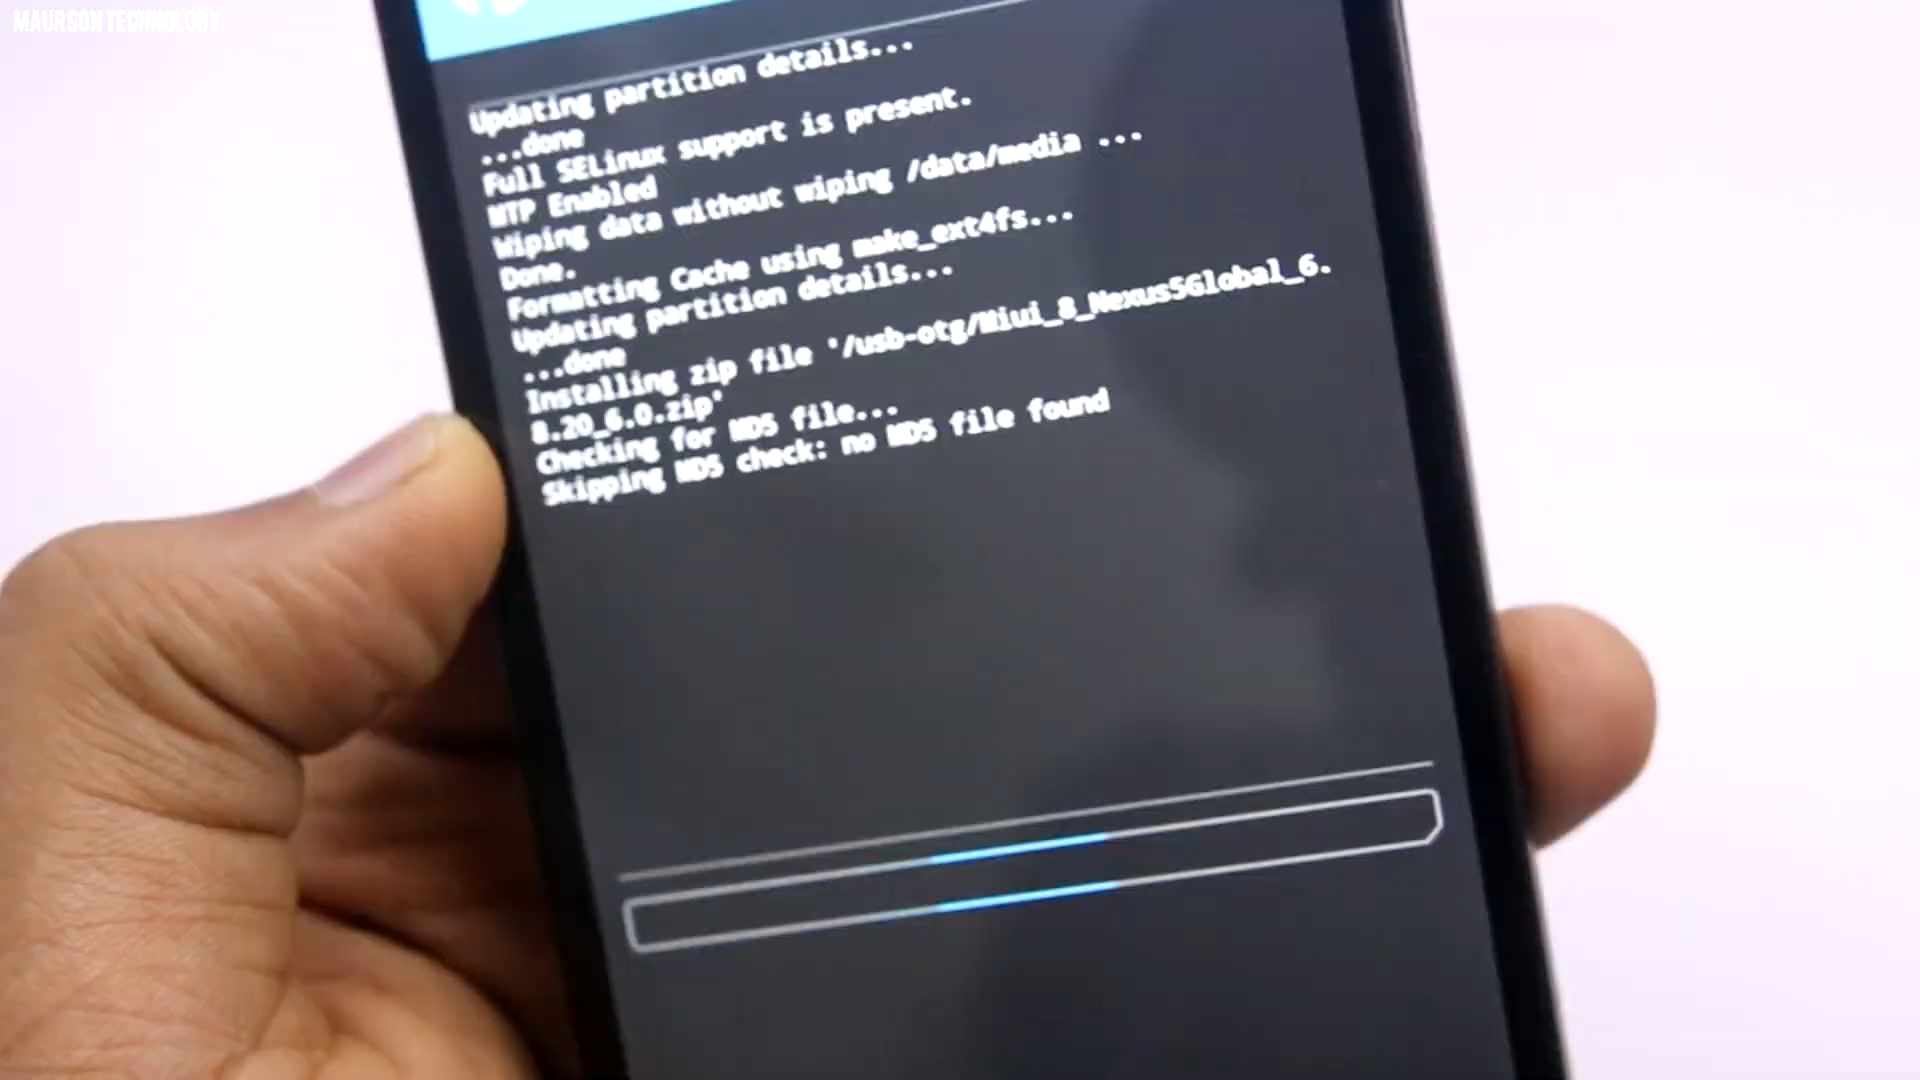 MAURSON TECHNOLOGY
Updating partition details...
...done
Full SELinux support is present.
MTP Enabled
Wiping data without wiping /data/media ...
Done.
Formatting Cache using make_ext4fs...
Updating partition details...
...done
Installing zip file '/usb-otg/Miui_8_Nexus5Global_6.
8.20_6.0.zip'
Checking for MD5 file...
Skipping MD5 check: no MD5 file found